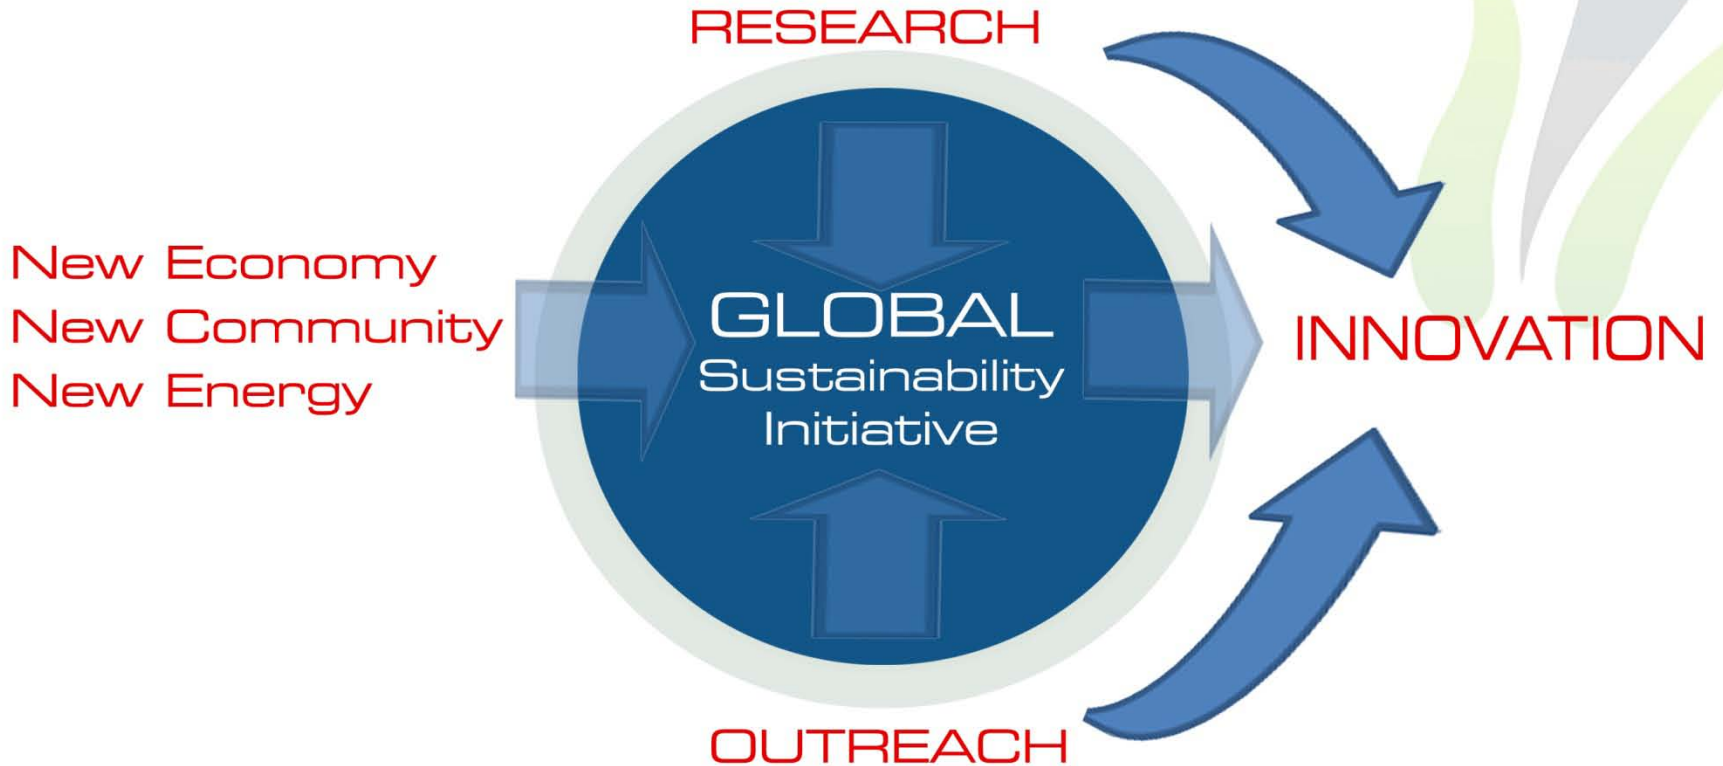 RESEARCH
New Economy
New Community
New Energy
GLOBAL
Sustainability
Initiative
INNOVATION
OUTREACH